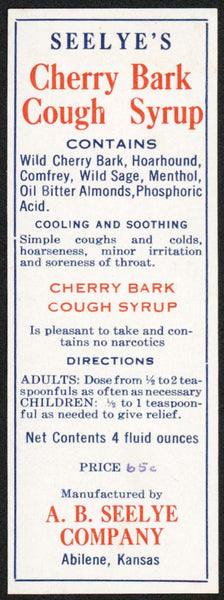 SEELYE'S
Cherry Bark
Cough Syrup
CONTAINS
Wild Cherry Bark, Hoarhound,
Comfrey, Wild Sage, Menthol,
Oil Bitter Almonds, Phosphoric
Acid.
COOLING AND SOOTHING
Simple coughs and colds,
hoarseness, minor irritation
and soreness of throat.
CHERRY BARK
COUGH SYRUP
Is pleasant to take and con-
tains no narcotics
DIRECTIONS
ADULTS: Dose from ½ to 2 tea-
spoonfuls as often as necessary
CHILDREN: ½ to 1 teaspoon-
ful as needed to give relief.
Net Contents 4 fluid ounces
PRICE 65c
Manufactured by
A. B. SEELYE
COMPANY
Abilene, Kansas